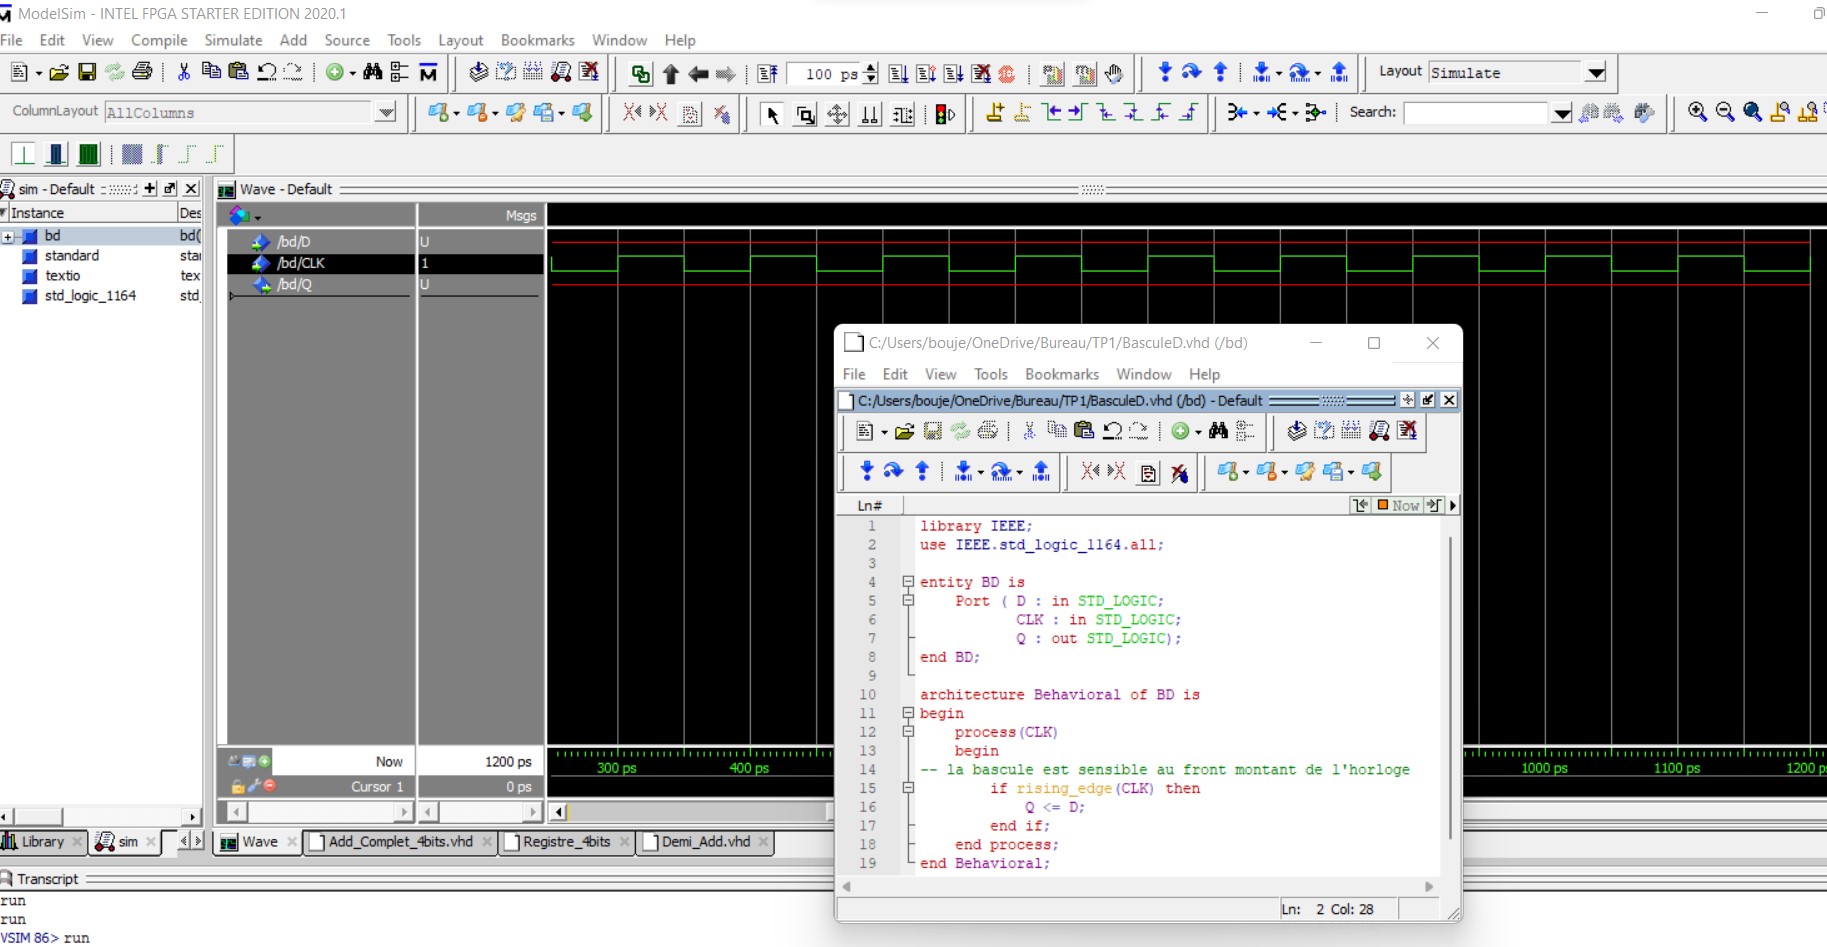 ModelSim - INTEL FPGA STARTER EDITION 2020.1
File Edit View Compile Simulate Add Source Tools Layout Bookmarks Window Help
100 ps
Layout Simulate
ColumnLayout AllColumns
Search:
sim - Default
Wave - Default
Instance Des
Msgs
bd bd(
standard sta
textio tex
std_logic_1164 std_
/bd/D U
/bd/CLK 1
/bd/Q U
C:/Users/bouje/OneDrive/Bureau/TP1/BasculeD.vhd (/bd)
File Edit View Tools Bookmarks Window Help
C:/Users/bouje/OneDrive/Bureau/TP1/BasculeD.vhd (/bd) - Default
Ln#
Now
1 library IEEE;
2 use IEEE.std_logic_1164.all;
3
4 entity BD is
5 Port ( D : in STD_LOGIC;
6 CLK : in STD_LOGIC;
7 Q : out STD_LOGIC);
8 end BD;
9
10 architecture Behavioral of BD is
11 begin
12 process(CLK)
13 begin
14 -- la bascule est sensible au front montant de l'horloge
15 if rising_edge(CLK) then
16 Q <= D;
17 end if;
18 end process;
19 end Behavioral;
Ln: 2 Col: 28
Now 1200 ps
Cursor 1 0 ps
300 ps 400 ps 1000 ps 1100 ps 1200 p
Library sim Wave Add_Complet_4bits.vhd Registre_4bits Demi_Add.vhd
Transcript
run
run
VSIM 86> run